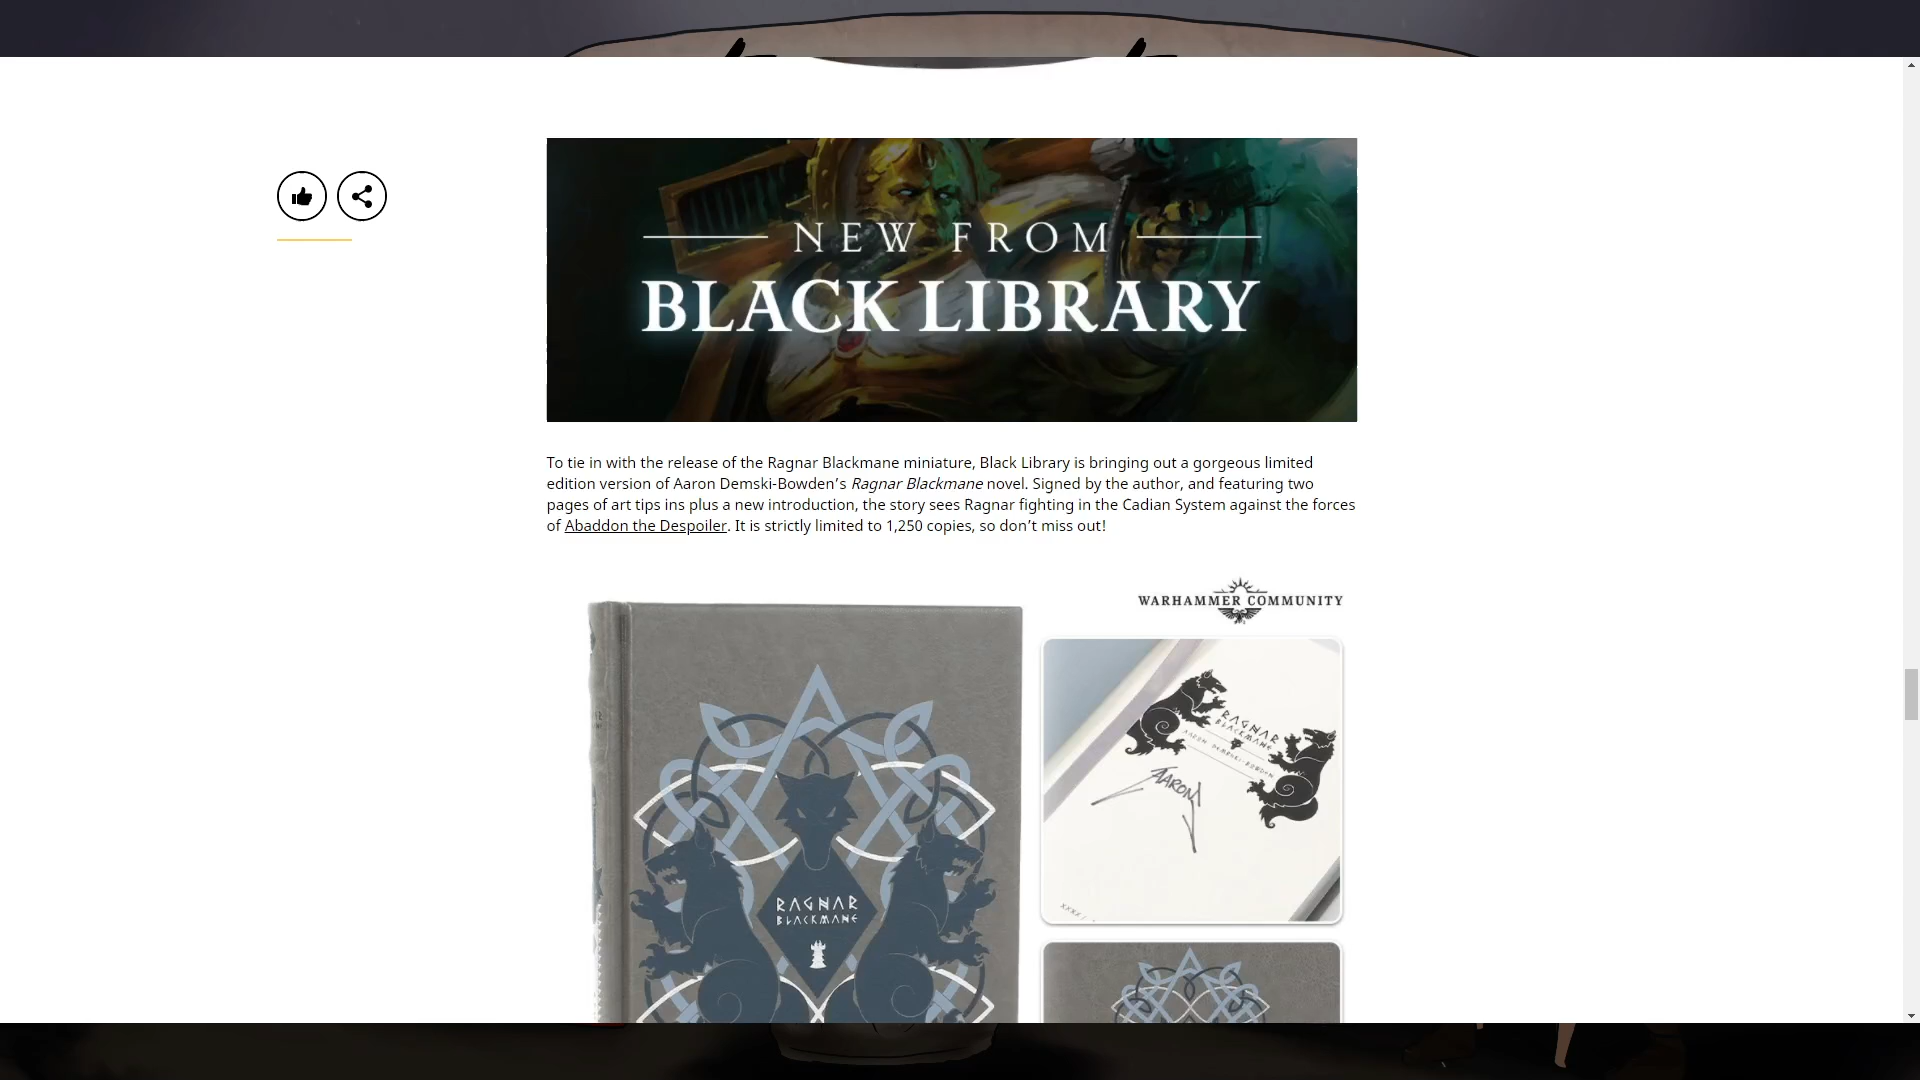 NEW FROM
BLACK LIBRARY
To tie in with the release of the Ragnar Blackmane miniature, Black Library is bringing out a gorgeous limited
edition version of Aaron Demski-Bowden’s Ragnar Blackmane novel. Signed by the author, and featuring two
pages of art tips ins plus a new introduction, the story sees Ragnar fighting in the Cadian System against the forces
of Abaddon the Despoiler. It is strictly limited to 1,250 copies, so don’t miss out!
WARHAMMER COMMUNITY
RAGNAR
BLACKMANE
AARON DEMBSKI-BOWDEN
AARON
RAGNAR
BLACKMANE